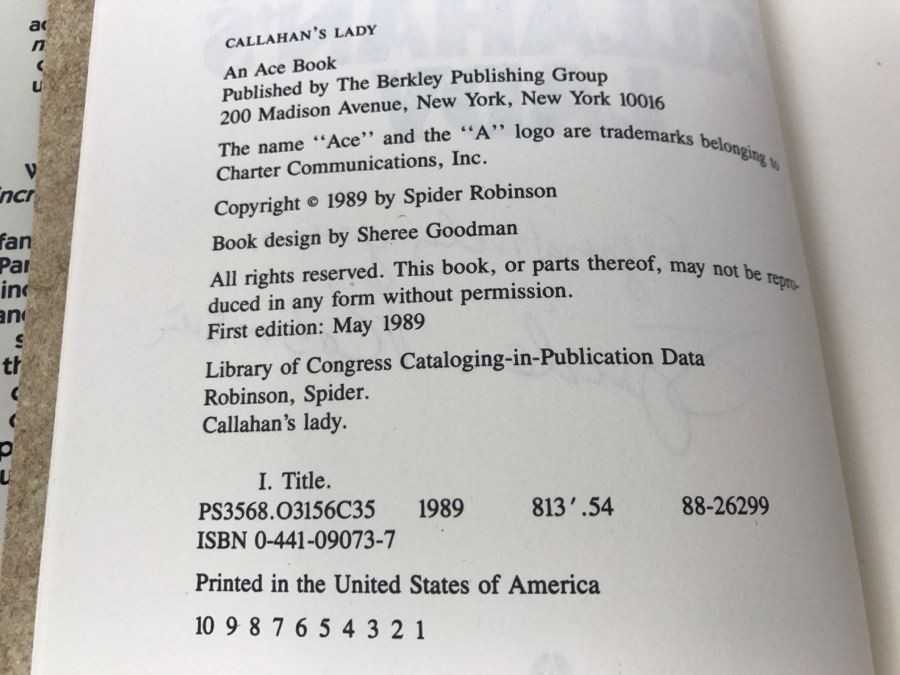 CALLAHAN'S LADY
An Ace Book
Published by The Berkley Publishing Group
200 Madison Avenue, New York, New York 10016
The name ‘‘Ace’’ and the ‘‘A’’ logo are trademarks belonging to
Charter Communications, Inc.
Copyright © 1989 by Spider Robinson
Book design by Sheree Goodman
All rights reserved. This book, or parts thereof, may not be repro-
duced in any form without permission.
First edition: May 1989
Library of Congress Cataloging-in-Publication Data
Robinson, Spider.
Callahan's lady.
I. Title.
PS3568.O3156C35 1989 813′.54 88-26299
ISBN 0-441-09073-7
Printed in the United States of America
10 9 8 7 6 5 4 3 2 1